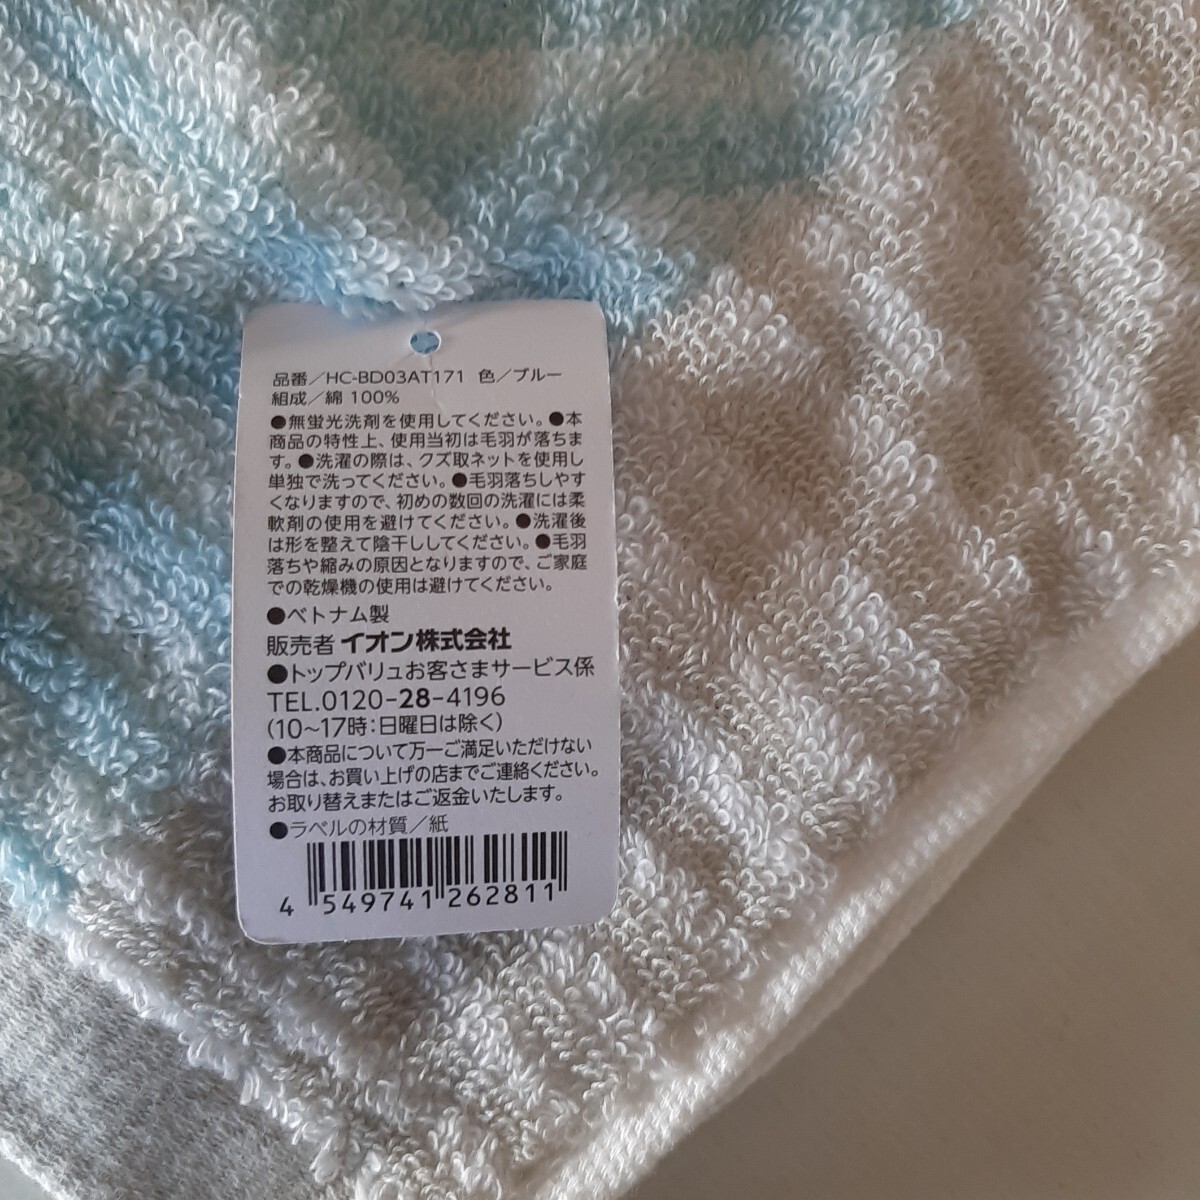 品番／HC-BD03AT171 色／ブルー
組成／綿 100%
●無蛍光洗剤を使用してください。●本
商品の特性上、使用当初は毛羽が落ちま
す。●洗濯の際は、クズ取ネットを使用し
単独で洗ってください。●毛羽落ちしやす
くなりますので、初めの数回の洗濯には柔
軟剤の使用を避けてください。●洗濯後
は形を整えて陰干ししてください。●毛羽
落ちや縮みの原因となりますので、ご家庭
での乾燥機の使用は避けてください。
●ベトナム製
販売者 イオン株式会社
●トップバリュお客さまサービス係
TEL.0120-28-4196
(10~17時:日曜日は除く)
●本商品について万一ご満足いただけない
場合は、お買い上げの店までご連絡ください。
お取り替えまたはご返金いたします。
●ラベルの材質／紙
4 549741 262811